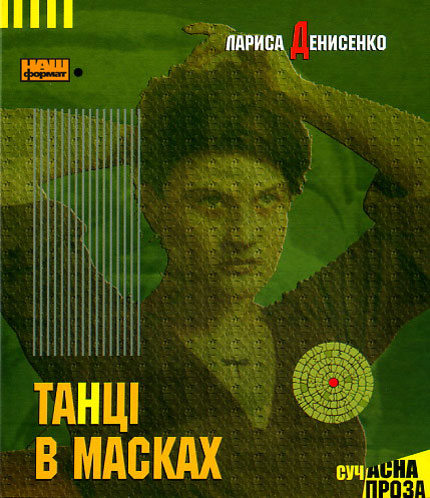 ЛАРИСА ДЕНИСЕНКО
НАШ
формат
ТАНЦІ
В МАСКАХ
СУЧАСНА
ПРОЗА